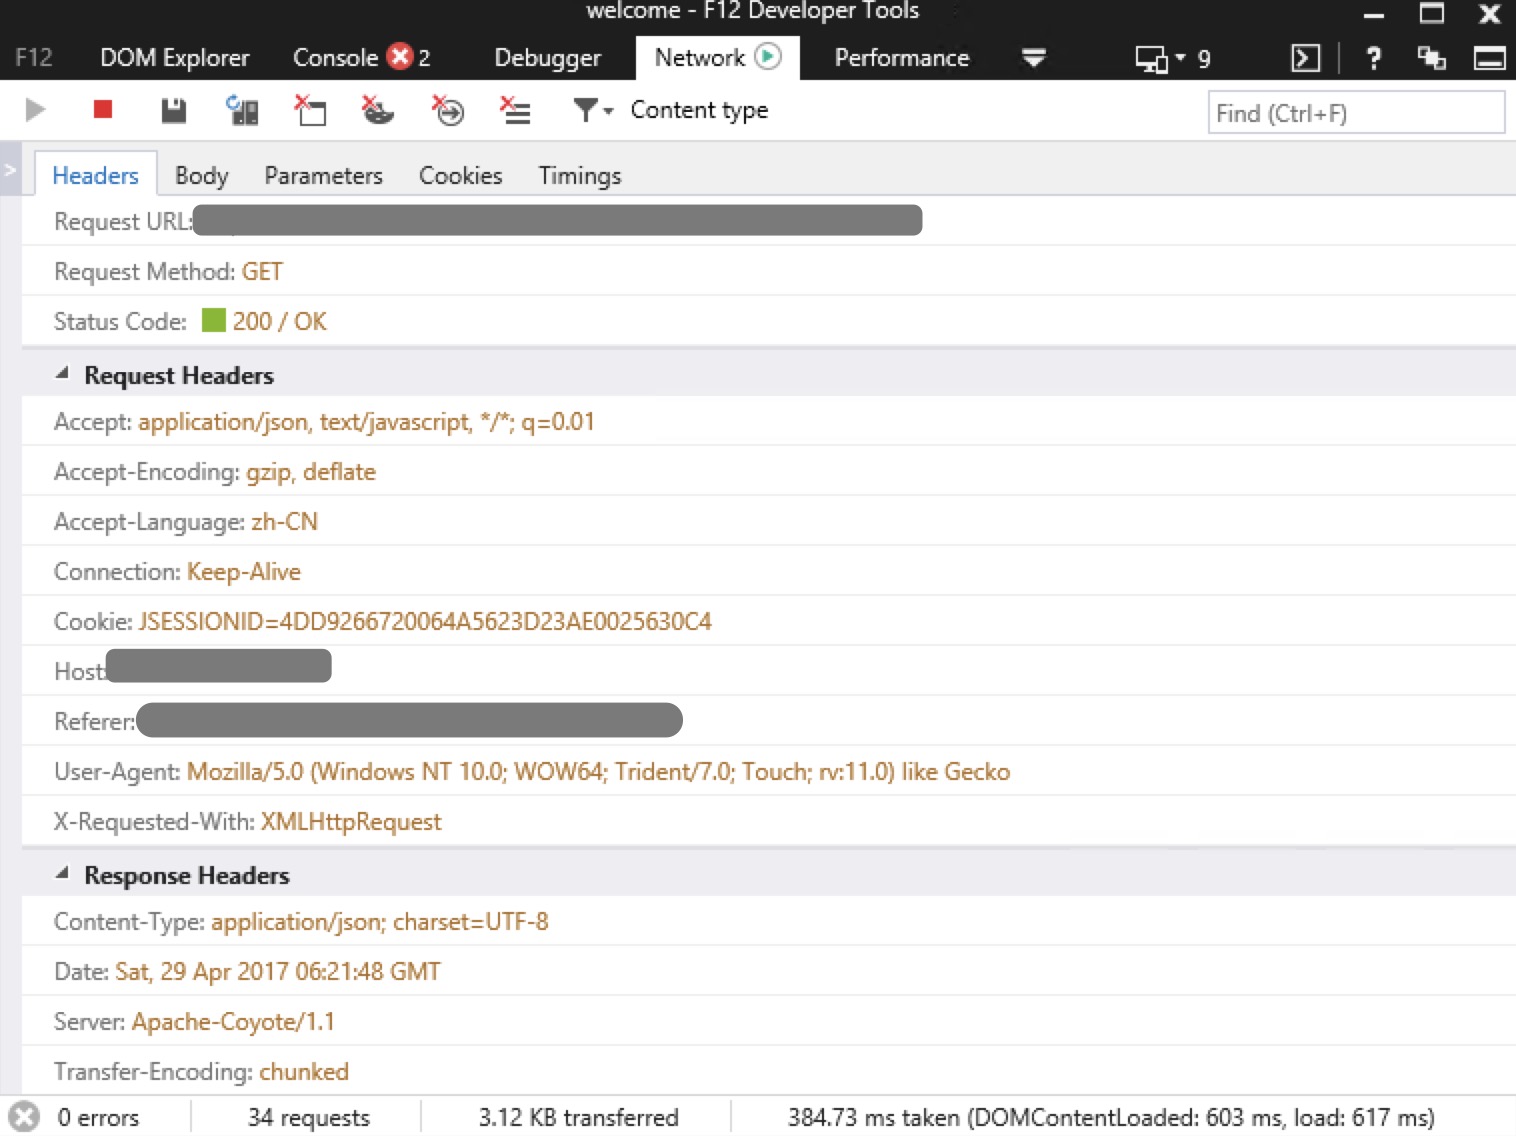 welcome - F12 Developer Tools
F12 DOM Explorer Console 2 Debugger Network Performance 9 ?
Content type Find (Ctrl+F)
> Headers Body Parameters Cookies Timings
Request URL:
Request Method: GET
Status Code: 200 / OK
Request Headers
Accept: application/json, text/javascript, */*; q=0.01
Accept-Encoding: gzip, deflate
Accept-Language: zh-CN
Connection: Keep-Alive
Cookie: JSESSIONID=4DD9266720064A5623D23AE0025630C4
Host:
Referer:
User-Agent: Mozilla/5.0 (Windows NT 10.0; WOW64; Trident/7.0; Touch; rv:11.0) like Gecko
X-Requested-With: XMLHttpRequest
Response Headers
Content-Type: application/json; charset=UTF-8
Date: Sat, 29 Apr 2017 06:21:48 GMT
Server: Apache-Coyote/1.1
Transfer-Encoding: chunked
0 errors 34 requests 3.12 KB transferred 384.73 ms taken (DOMContentLoaded: 603 ms, load: 617 ms)